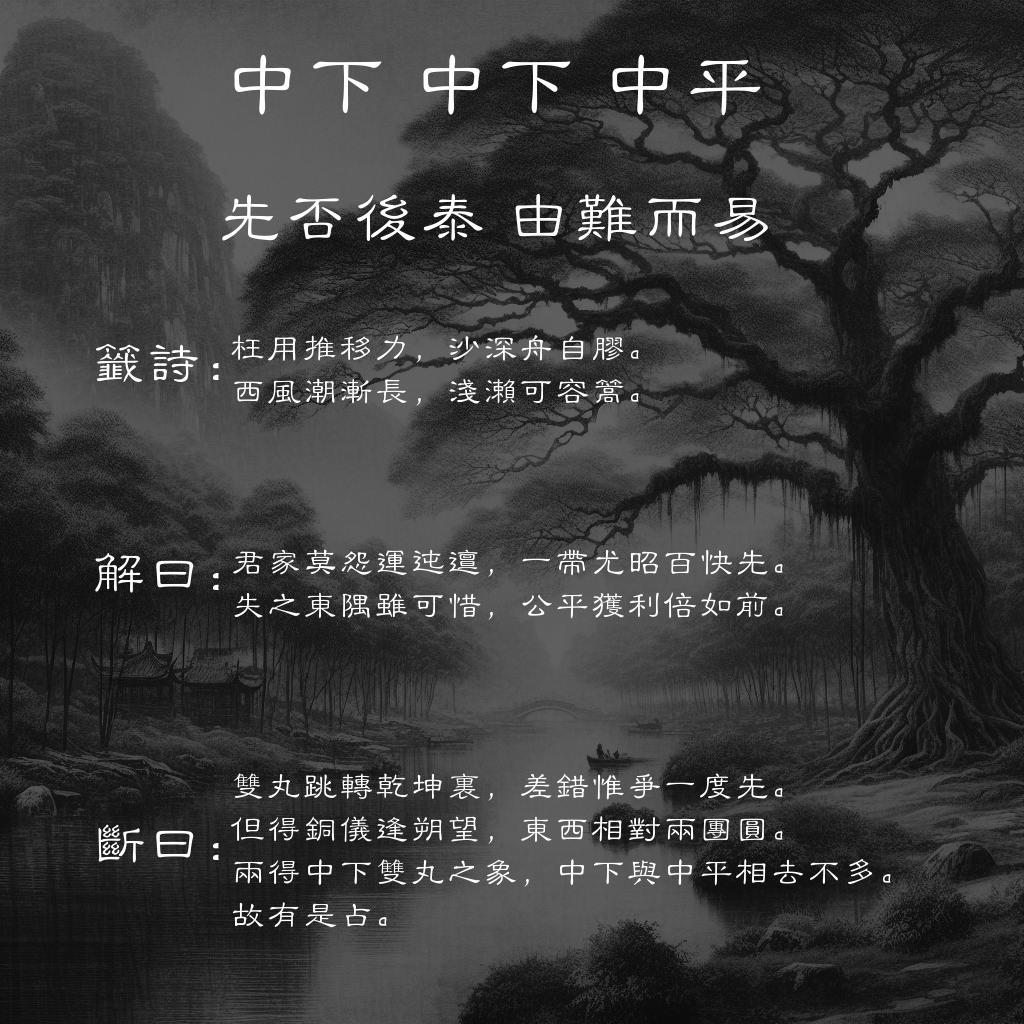 中下 中下 中平
先否後泰 由難而易
籤詩：枉用推移力，沙深舟自膠。
西風潮漸長，淺瀨可容篙。
解曰：君家莫怨運迍邅，一帶尤昭百快先。
失之東隅雖可惜，公平獲利倍如前。
斷曰：雙丸跳轉乾坤裏，差錯惟爭一度先。
但得銅儀逢朔望，東西相對兩團圓。
兩得中下雙丸之象，中下與中平相去不多。
故有是占。